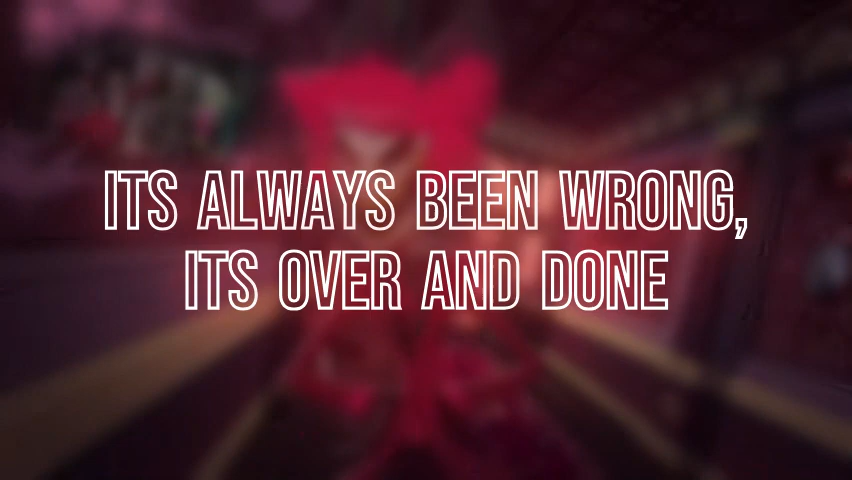 ITS ALWAYS BEEN WRONG,
ITS OVER AND DONE